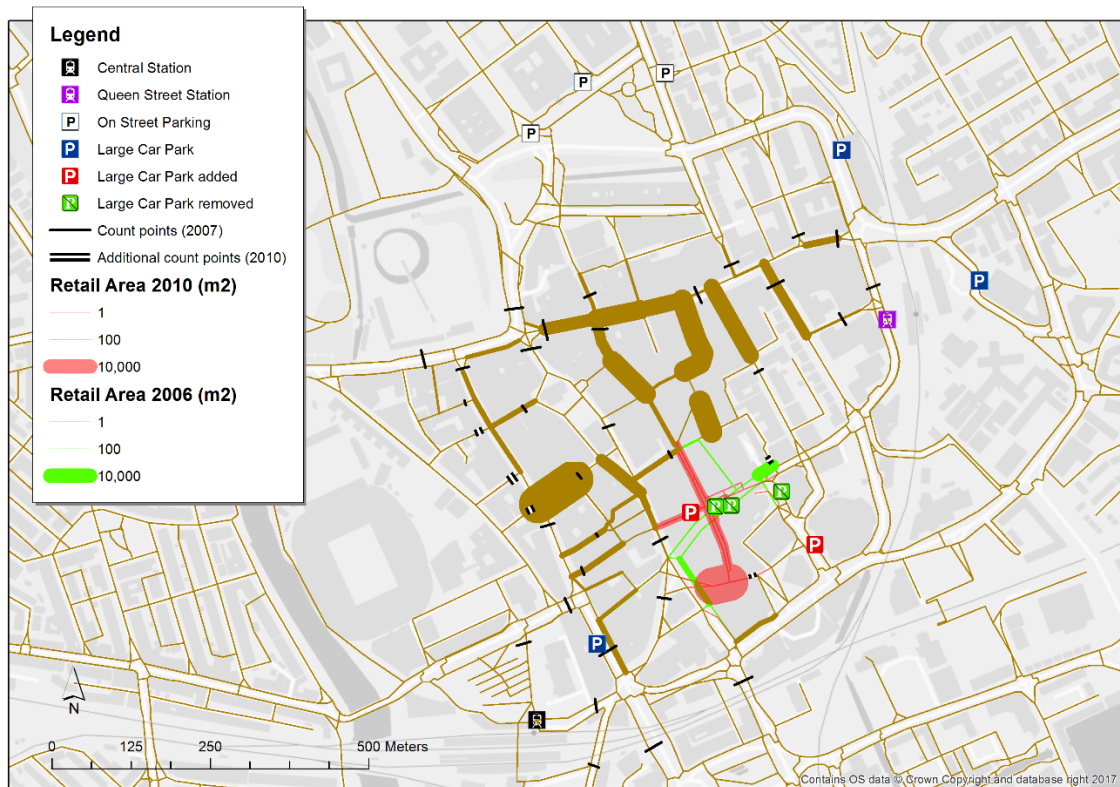 Legend
Central Station
Queen Street Station
P On Street Parking
P Large Car Park
P Large Car Park added
P Large Car Park removed
Count points (2007)
Additional count points (2010)
Retail Area 2010 (m2)
1
100
10,000
Retail Area 2006 (m2)
1
100
10,000
P
P
P
P
P
P
P
P
P
P
P
N
0 125 250 500 Meters
Contains OS data © Crown Copyright and database right 2017